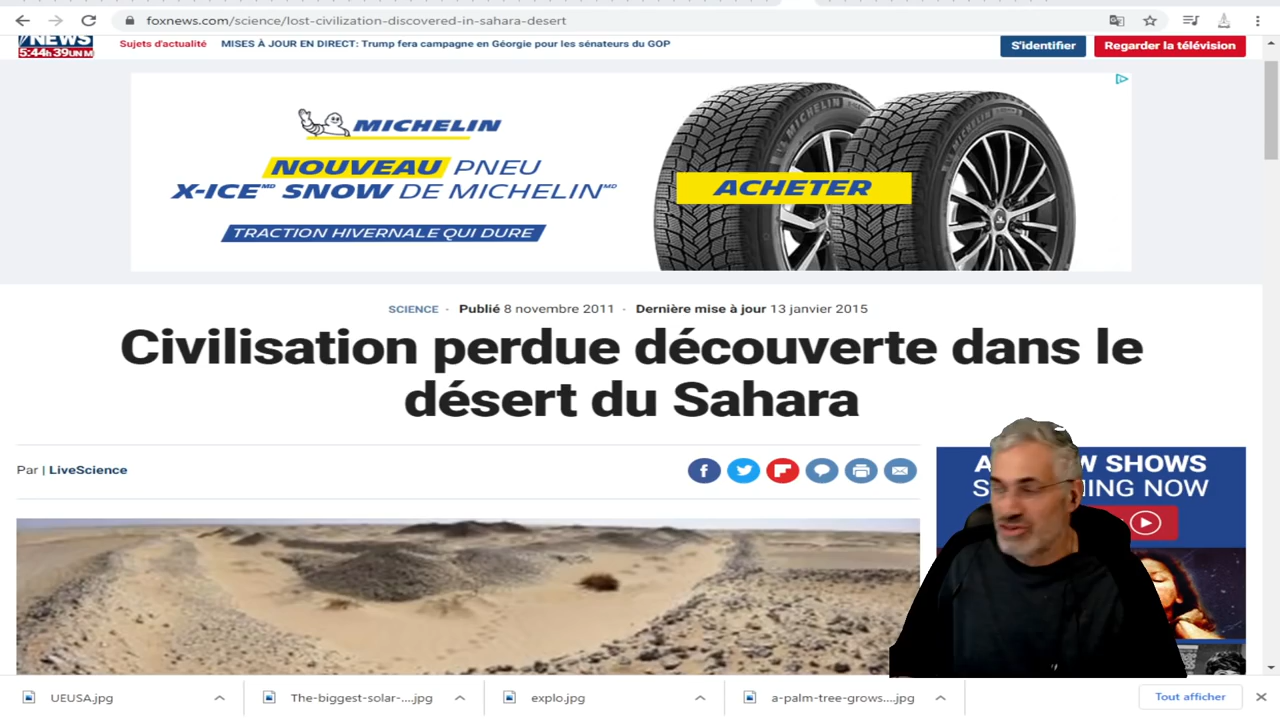 foxnews.com/science/lost-civilization-discovered-in-sahara-desert
NEWS
Sujets d'actualité MISES À JOUR EN DIRECT: Trump fera campagne en Géorgie pour les sénateurs du GOP
S'identifier Regarder la télévision
MICHELIN
NOUVEAU PNEU
X-ICE MD SNOW DE MICHELIN MD
TRACTION HIVERNALE QUI DURE
ACHETER
MICHELIN
SCIENCE · Publié 8 novembre 2011 · Dernière mise à jour 13 janvier 2015
Civilisation perdue découverte dans le
désert du Sahara
Par | LiveScience
SHOWS
NOW
UEUSA.jpg
The-biggest-solar-....jpg
explo.jpg
a-palm-tree-grows....jpg
Tout afficher